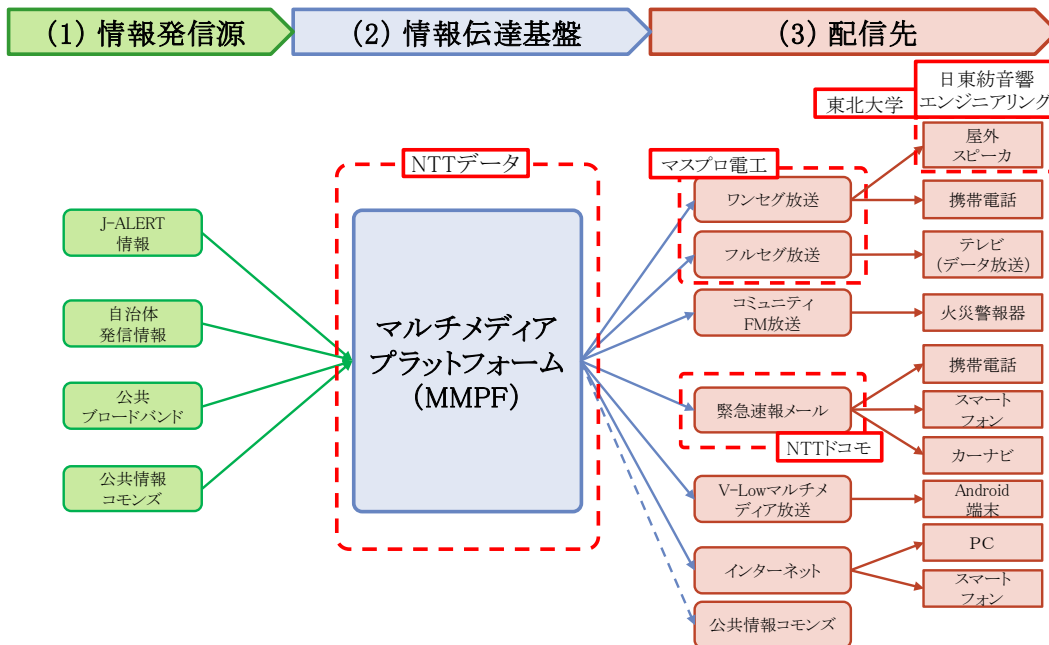 (1) 情報発信源
(2) 情報伝達基盤
(3) 配信先
日東紡音響
エンジニアリング
東北大学
NTTデータ
マスプロ電工
J-ALERT
情報
自治体
発信情報
公共
ブロードバンド
公共情報
コモンズ
マルチメディア
プラットフォーム
(MMPF)
ワンセグ放送
フルセグ放送
コミュニティ
FM放送
緊急速報メール
NTTドコモ
V-Lowマルチメ
ディア放送
インターネット
公共情報コモンズ
屋外
スピーカ
携帯電話
テレビ
(データ放送)
火災警報器
携帯電話
スマート
フォン
カーナビ
Android
端末
PC
スマート
フォン